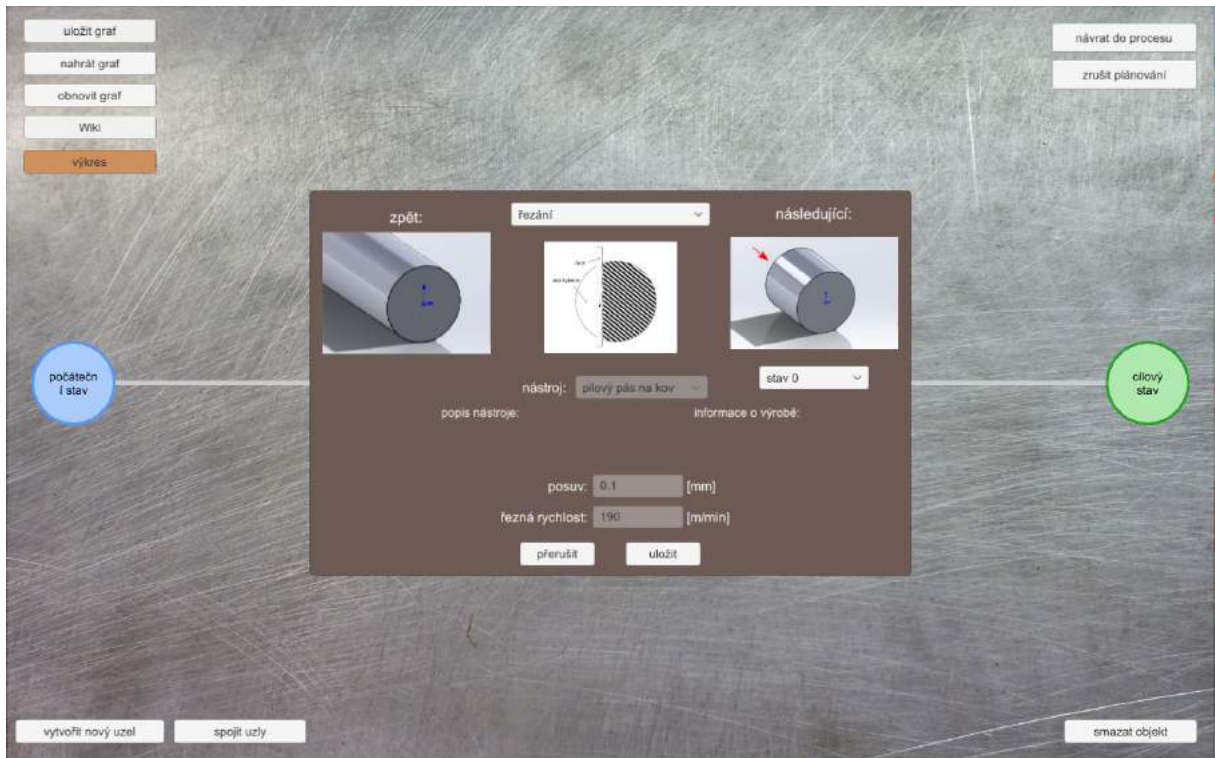 uložit graf
nahrát graf
obnovit graf
Wiki
výkres
návrat do procesu
zrušit plánování
zpět:
řezání
následující:
počátečn
í stav
cílový
stav
nástroj: pilový pás na kov
stav 0
popis nástroje:
informace o výrobě:
posuv: 0.1 [mm]
řezná rychlost: 190 [m/min]
přerušit
uložit
vytvořit nový uzel
spojit uzly
smazat objekt